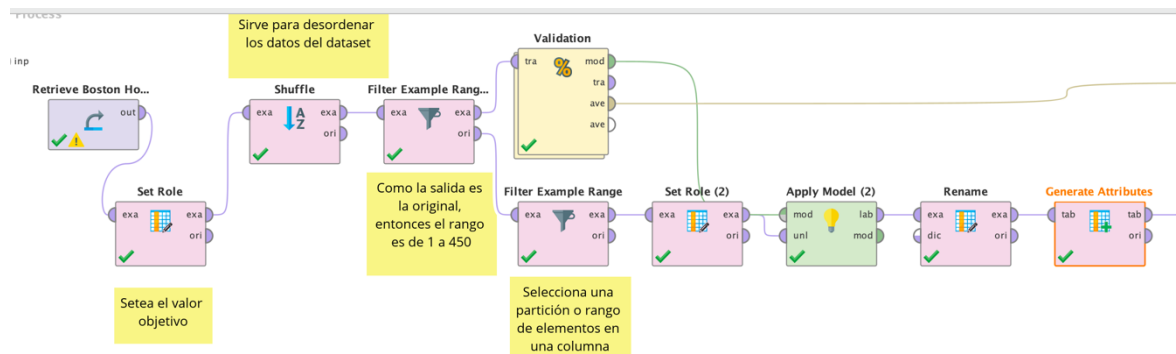 Process
inp
Sirve para desordenar
los datos del dataset
Validation
tra
mod
tra
ave
ave
Retrieve Boston Ho...
out
Shuffle
exa
exa
ori
Filter Example Rang...
exa
exa
ori
Set Role
exa
exa
ori
Como la salida es
la original,
entonces el rango
es de 1 a 450
Filter Example Range
exa
exa
ori
Set Role (2)
exa
exa
ori
Apply Model (2)
mod
lab
unl
mod
Rename
exa
exa
dic
ori
Generate Attributes
tab
tab
ori
Setea el valor
objetivo
Selecciona una
partición o rango
de elementos en
una columna